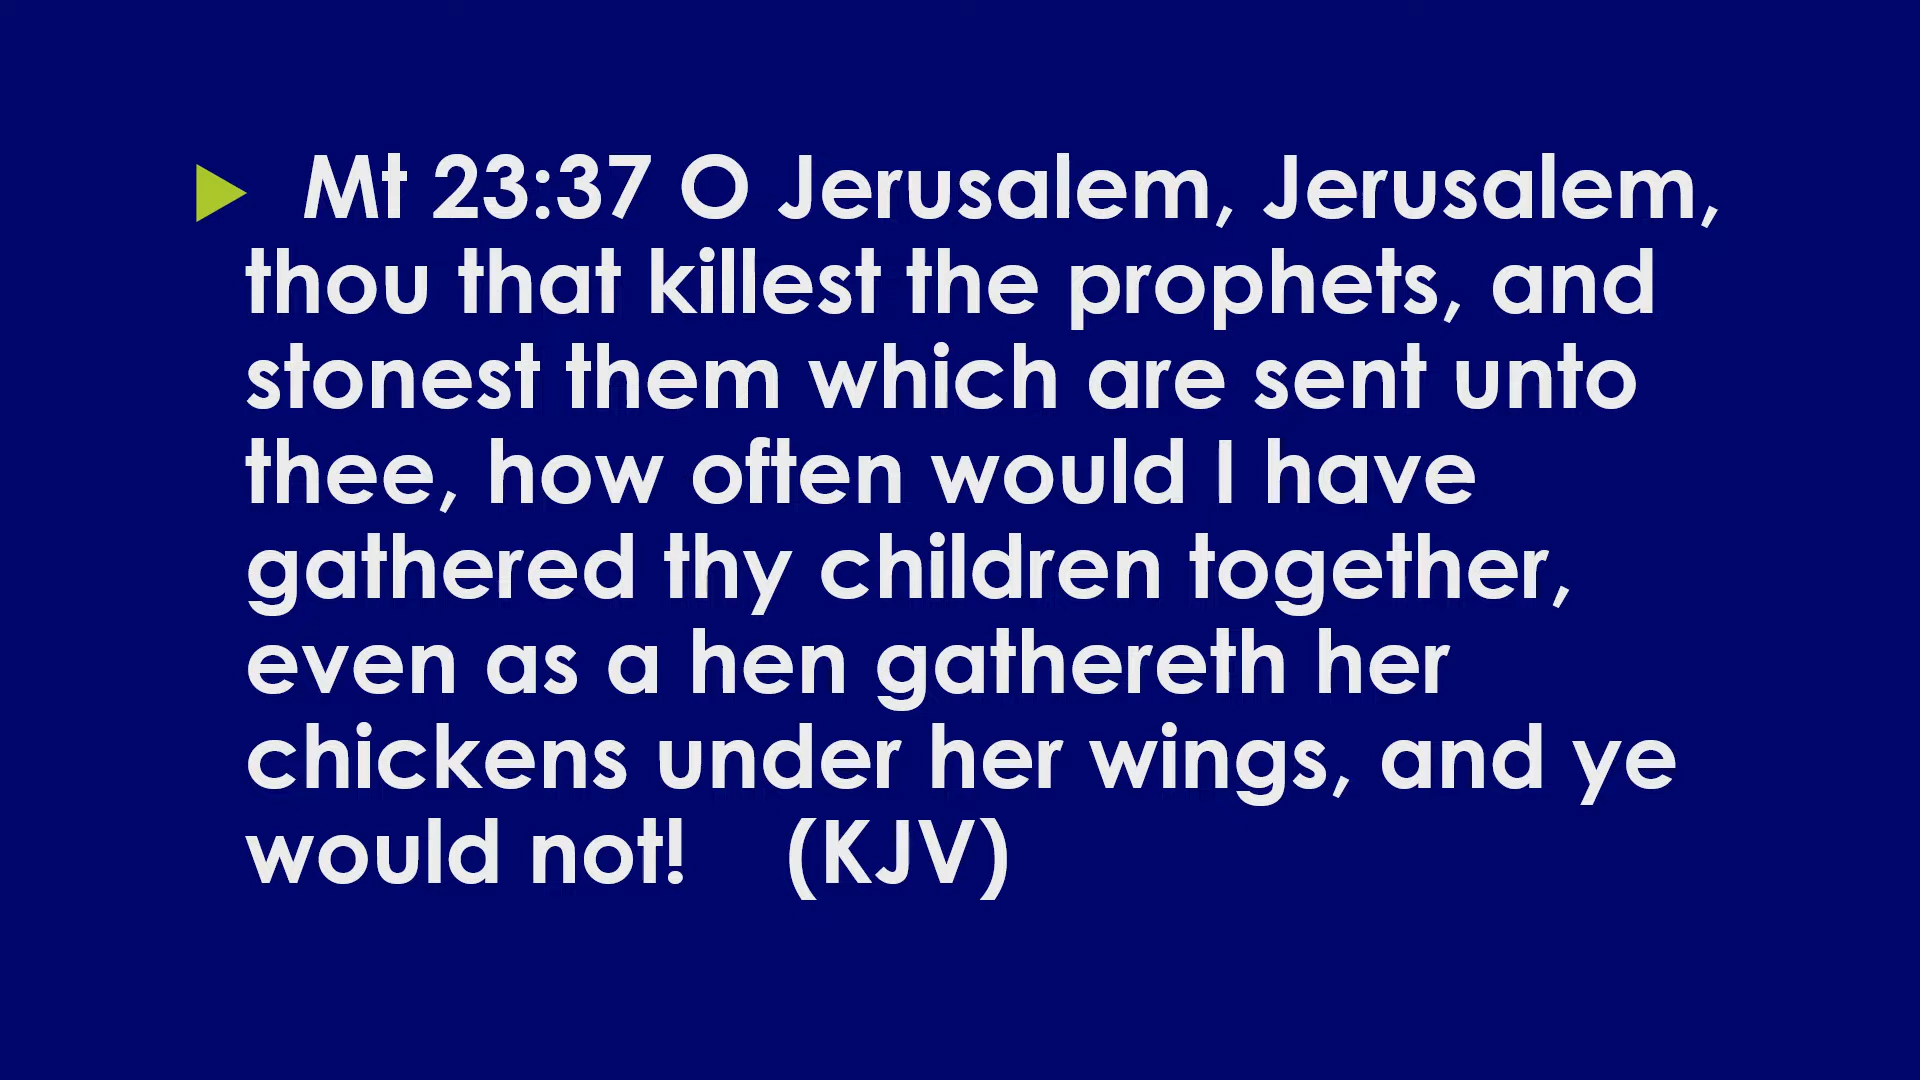 Mt 23:37 O Jerusalem, Jerusalem,
thou that killest the prophets, and
stonest them which are sent unto
thee, how often would I have
gathered thy children together,
even as a hen gathereth her
chickens under her wings, and ye
would not! (KJV)